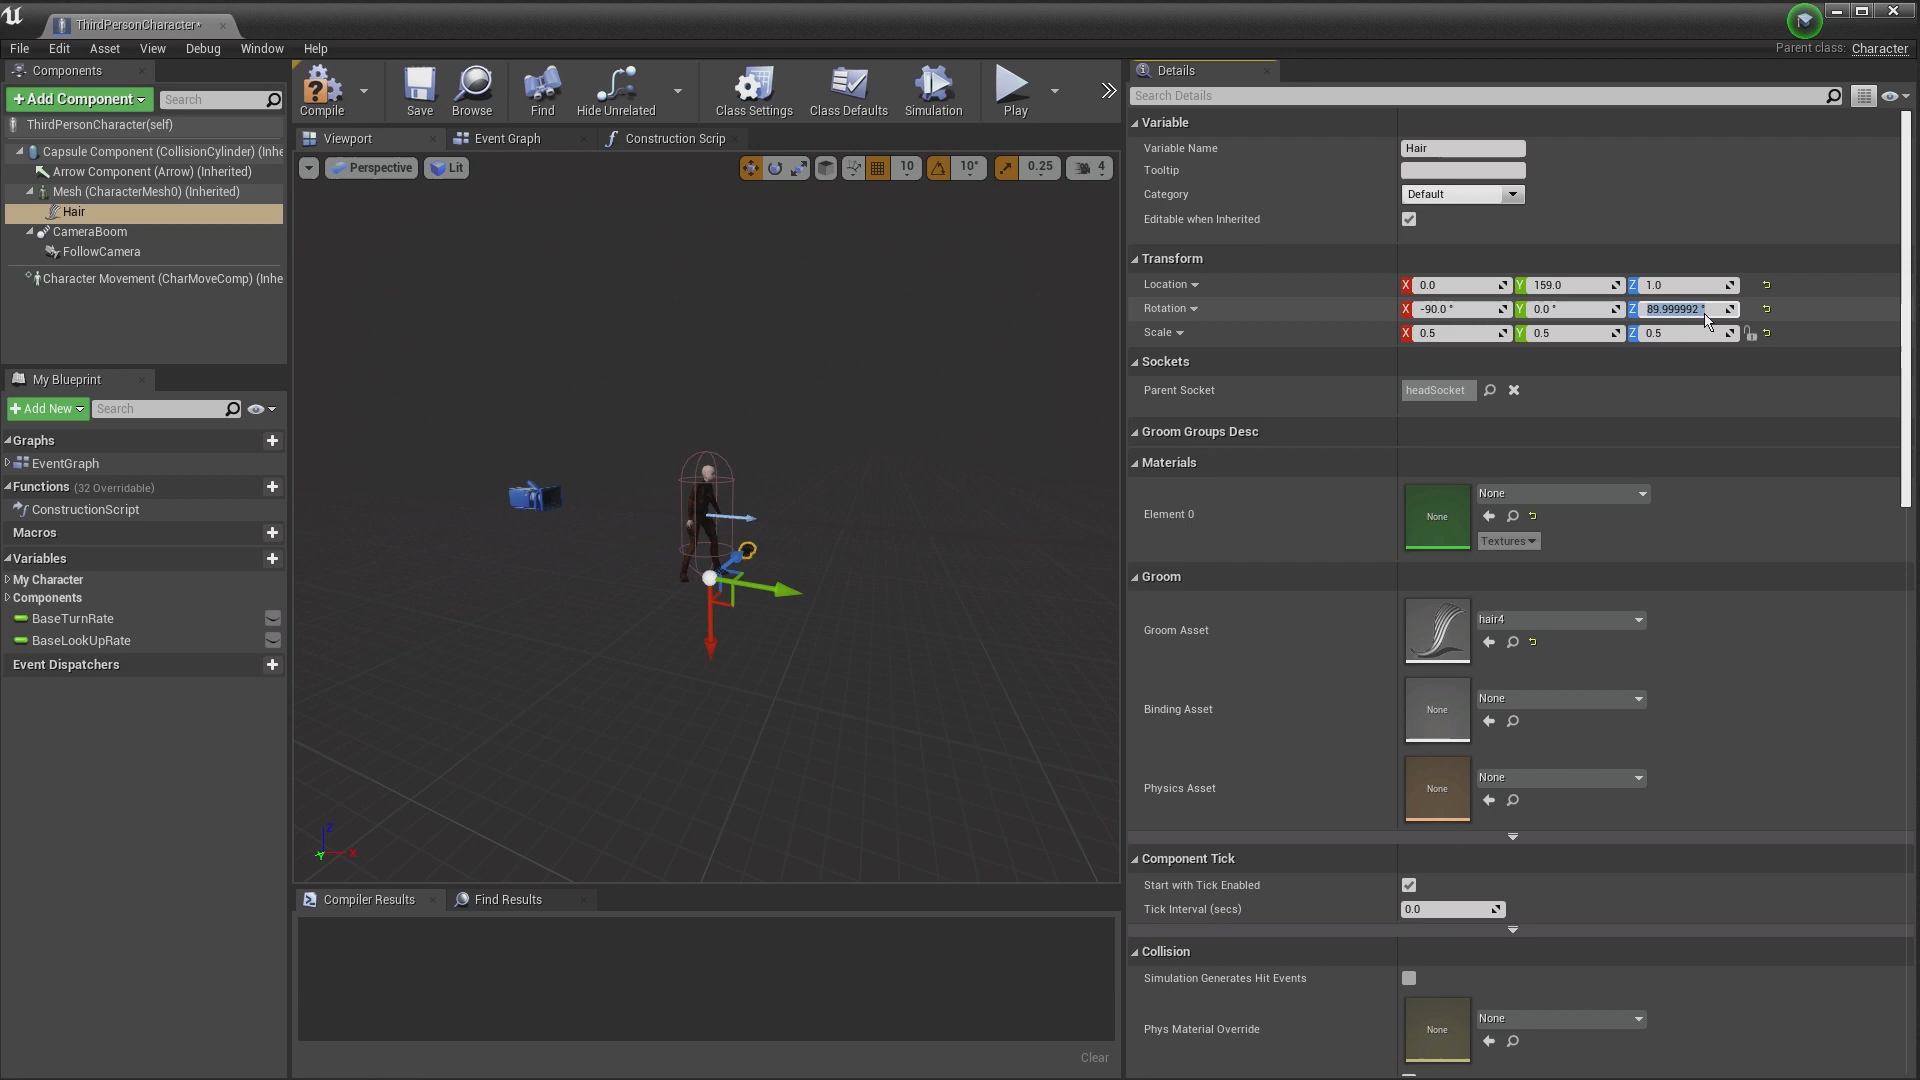 ThirdPersonCharacter*
File Edit Asset View Debug Window Help
Parent class: Character
Components
+Add Component
Search
ThirdPersonCharacter(self)
Capsule Component (CollisionCylinder) (Inhe
Arrow Component (Arrow) (Inherited)
Mesh (CharacterMesh0) (Inherited)
Hair
CameraBoom
FollowCamera
Character Movement (CharMoveComp) (Inhe
My Blueprint
+Add New
Search
Graphs
EventGraph
Functions (32 Overridable)
ConstructionScript
Macros
Variables
My Character
Components
BaseTurnRate
BaseLookUpRate
Event Dispatchers
Compile Save Browse Find Hide Unrelated Class Settings Class Defaults Simulation Play
Viewport Event Graph Construction Scrip
Perspective Lit 10 10° 0.25 4
Z
Y
X
Compiler Results Find Results
Clear
Details
Search Details
Variable
Variable Name Hair
Tooltip
Category Default
Editable when Inherited
Transform
Location X 0.0 Y 159.0 Z 1.0
Rotation X -90.0 ° Y 0.0 ° Z 89.999992 °
Scale X 0.5 Y 0.5 Z 0.5
Sockets
Parent Socket headSocket
Groom Groups Desc
Materials
Element 0 None None
Textures
Groom
Groom Asset hair4
Binding Asset None None
Physics Asset None None
Component Tick
Start with Tick Enabled
Tick Interval (secs) 0.0
Collision
Simulation Generates Hit Events
Phys Material Override None None